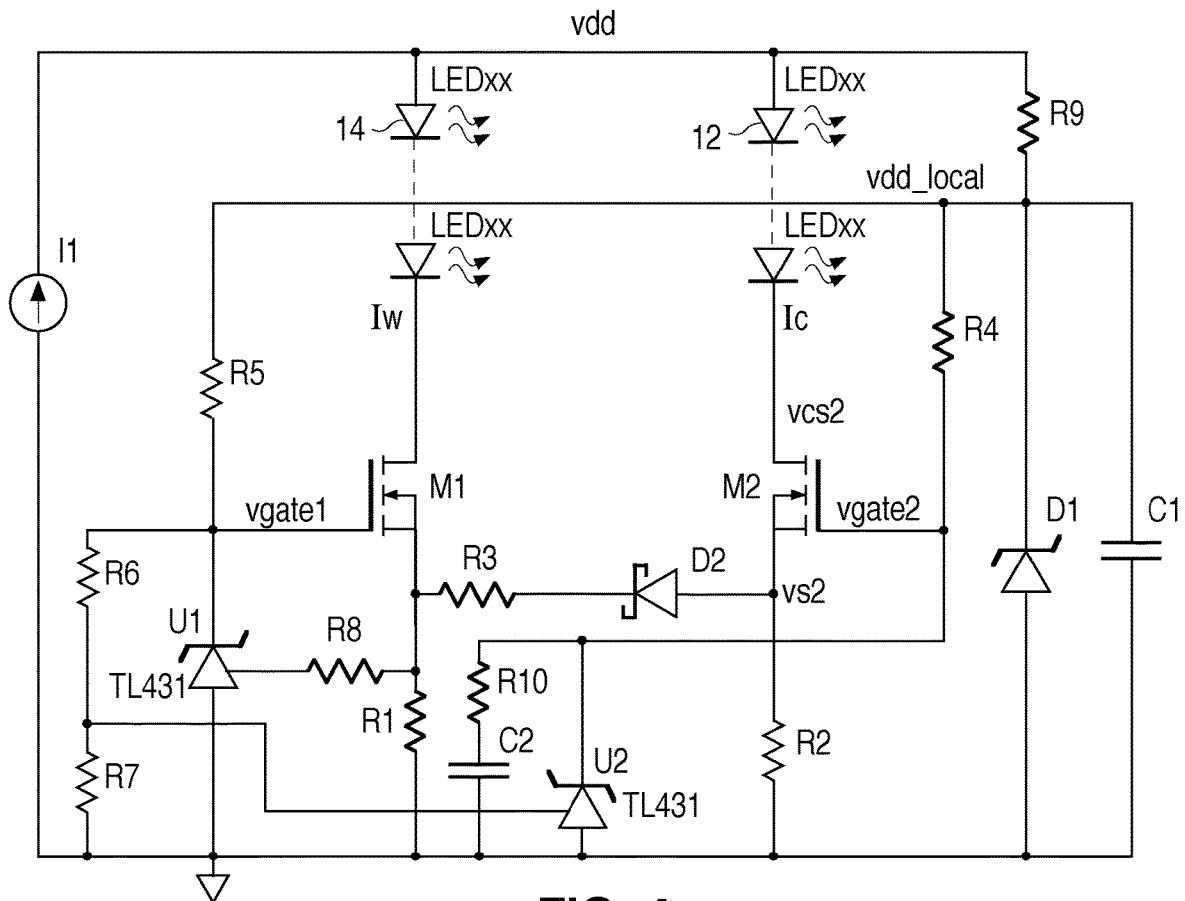 vdd
LEDxx
LEDxx
14
12
R9
vdd_local
LEDxx
LEDxx
I1
Iw
Ic
R4
R5
vcs2
M1
M2
vgate1
vgate2
D1
C1
R3
D2
R6
vs2
U1
R8
TL431
R10
R1
C2
R2
R7
U2
TL431